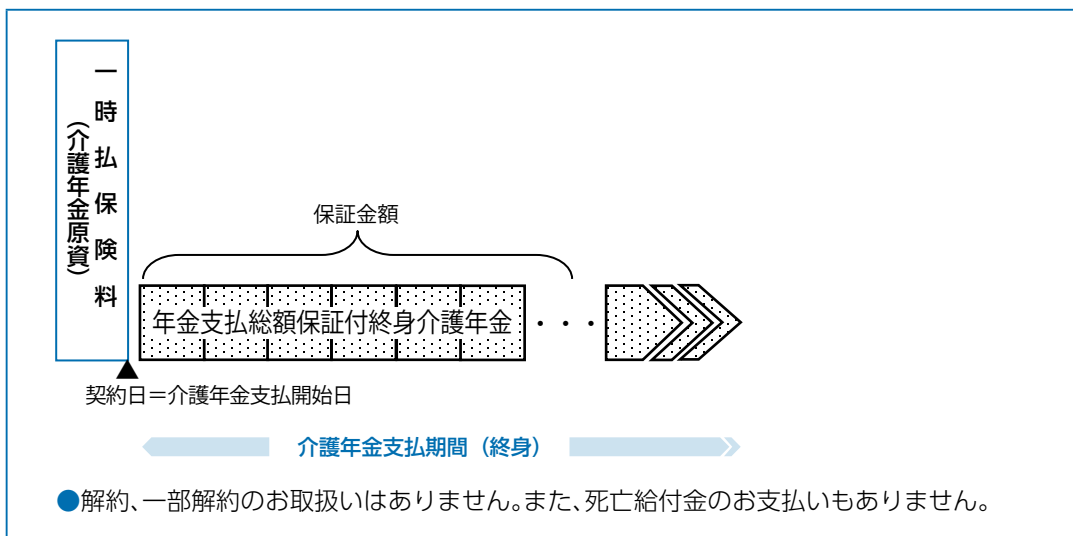 一時払保険料
(介護年金原資)
保証金額
年金支払総額保証付終身介護年金
・・・
契約日＝介護年金支払開始日
介護年金支払期間（終身）
●解約、一部解約のお取扱いはありません。また、死亡給付金のお支払いもありません。